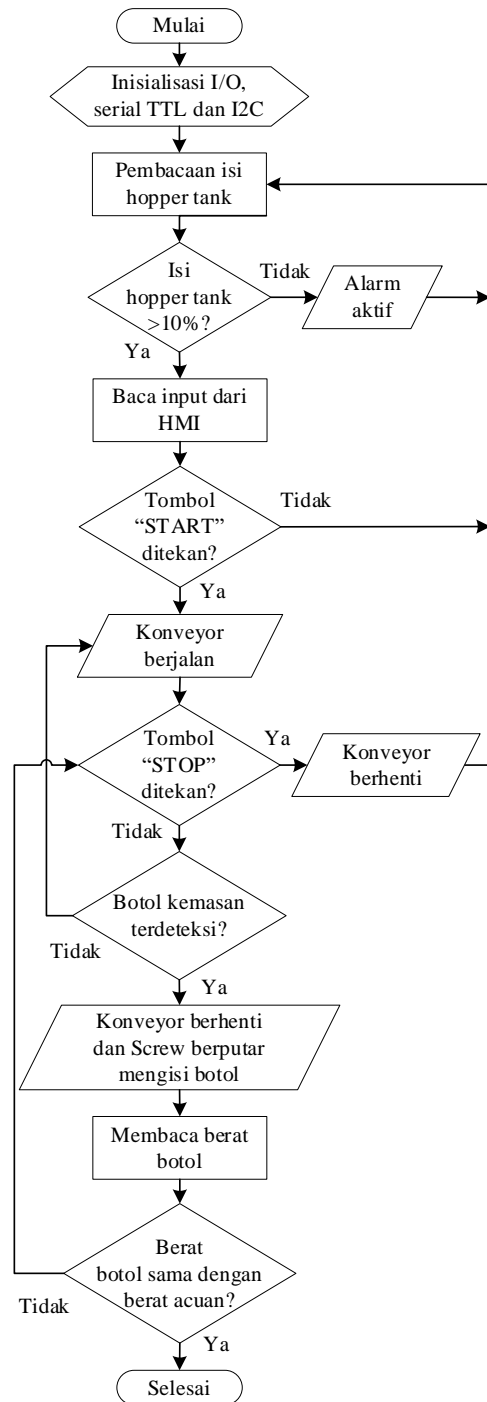 Mulai
Inisialisasi I/O,
serial TTL dan I2C
Pembacaan isi
hopper tank
Isi
hopper tank
>10%?
Tidak
Alarm
aktif
Ya
Baca input dari
HMI
Tombol
“START”
ditekan?
Tidak
Ya
Konveyor
berjalan
Tombol
“STOP”
ditekan?
Ya
Konveyor
berhenti
Tidak
Botol kemasan
terdeteksi?
Tidak
Ya
Konveyor berhenti
dan Screw berputar
mengisi botol
Membaca berat
botol
Berat
botol sama dengan
berat acuan?
Tidak
Ya
Selesai